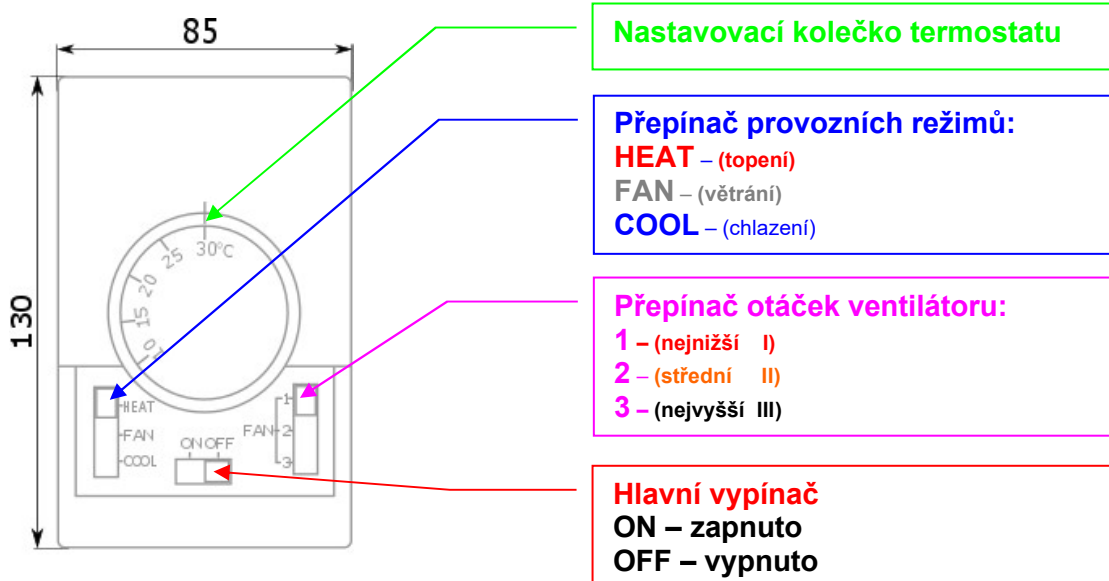 85
130
30°C
25
20
15
10
HEAT
FAN
COOL
ON OFF
FAN
1
2
3
Nastavovací kolečko termostatu
Přepínač provozních režimů:
HEAT – (topení)
FAN – (větrání)
COOL – (chlazení)
Přepínač otáček ventilátoru:
1 – (nejnižší I)
2 – (střední II)
3 – (nejvyšší III)
Hlavní vypínač
ON – zapnuto
OFF – vypnuto